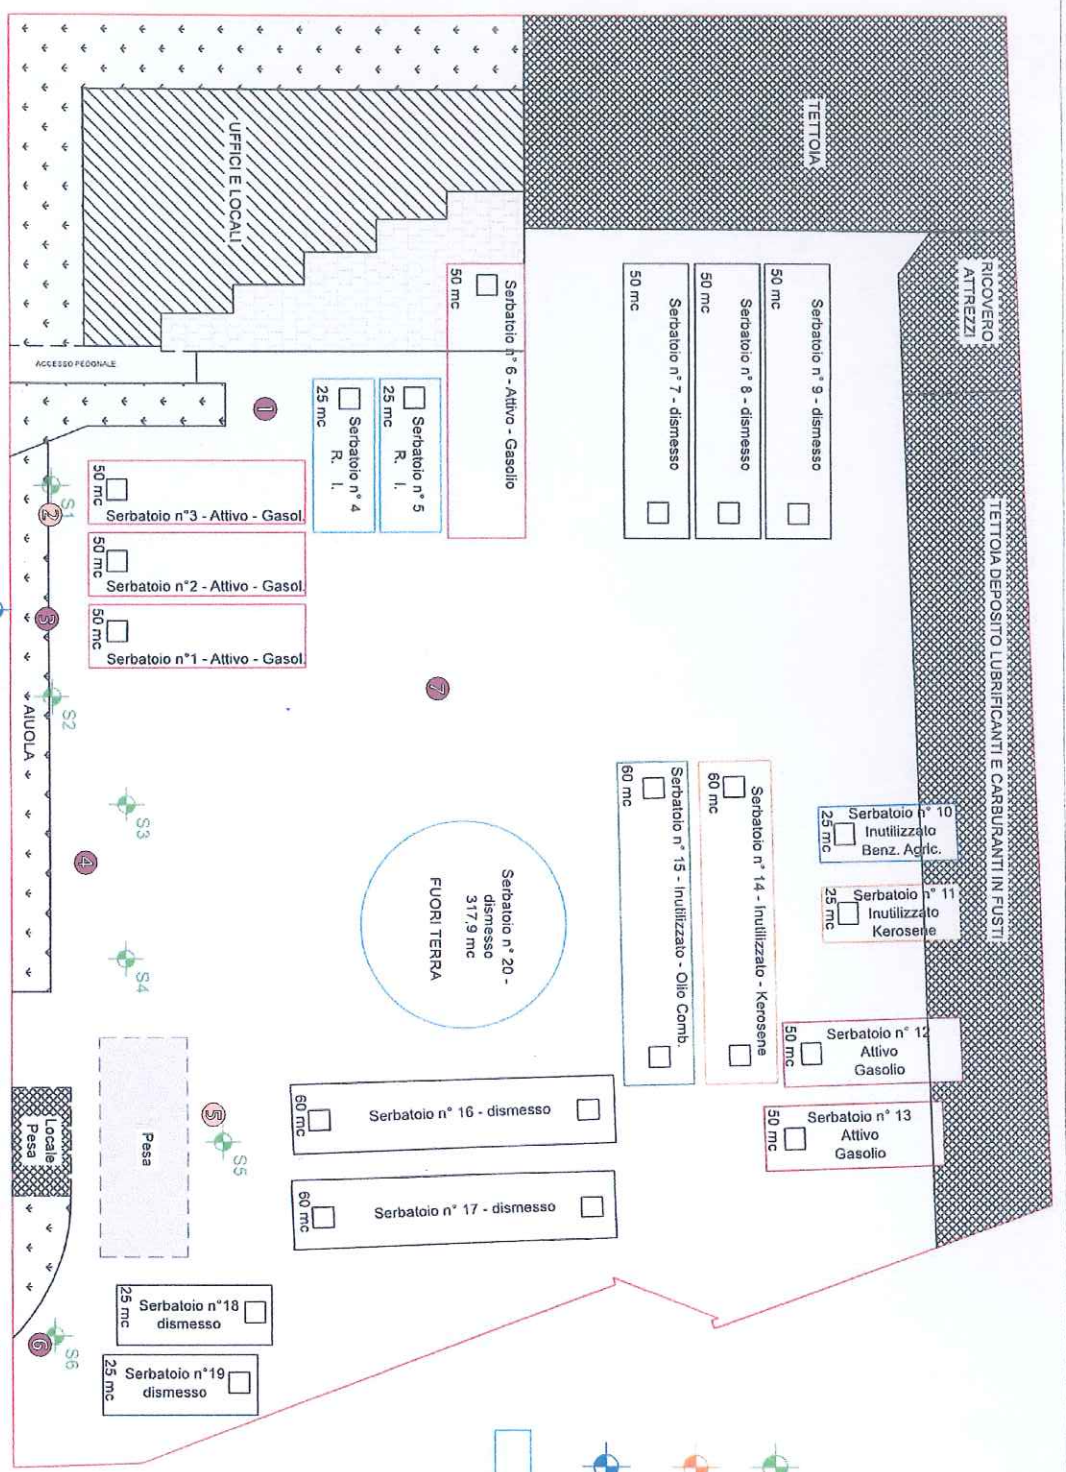 TETTOIA
UFFICI E LOCALI
RICOVERO
ATTREZZI
TETTOIA DEPOSITO LUBRIFICANTI E CARBURANTI IN FUSTI
Serbatoio n° 9 - dismesso
50 mc
Serbatoio n° 8 - dismesso
50 mc
Serbatoio n° 7 - dismesso
50 mc
Serbatoio n° 6 - Attivo - Gasolio
50 mc
ACCESSO PEDONALE
Serbatoio n° 5
R. I.
25 mc
Serbatoio n° 4
R. I.
25 mc
1
Serbatoio n°3 - Attivo - Gasol.
50 mc
Serbatoio n°2 - Attivo - Gasol.
50 mc
Serbatoio n°1 - Attivo - Gasol.
50 mc
S1
2
3
S2
AIUOLA
7
S3
4
S4
Serbatoio n° 10
Inutilizzato
Benz. Agric.
25 mc
Serbatoio n° 11
Inutilizzato
Kerosene
25 mc
Serbatoio n° 14 - Inutilizzato - Kerosene
60 mc
Serbatoio n° 15 - Inutilizzato - Olio Comb.
60 mc
Serbatoio n° 20 -
dismesso
317,9 mc
FUORI TERRA
Serbatoio n° 12
Attivo
Gasolio
50 mc
Serbatoio n° 13
Attivo
Gasolio
50 mc
Serbatoio n° 16 - dismesso
60 mc
Serbatoio n° 17 - dismesso
60 mc
5
S5
Pesa
Locale
Pesa
Serbatoio n°18
dismesso
25 mc
Serbatoio n°19
dismesso
25 mc
6
S6